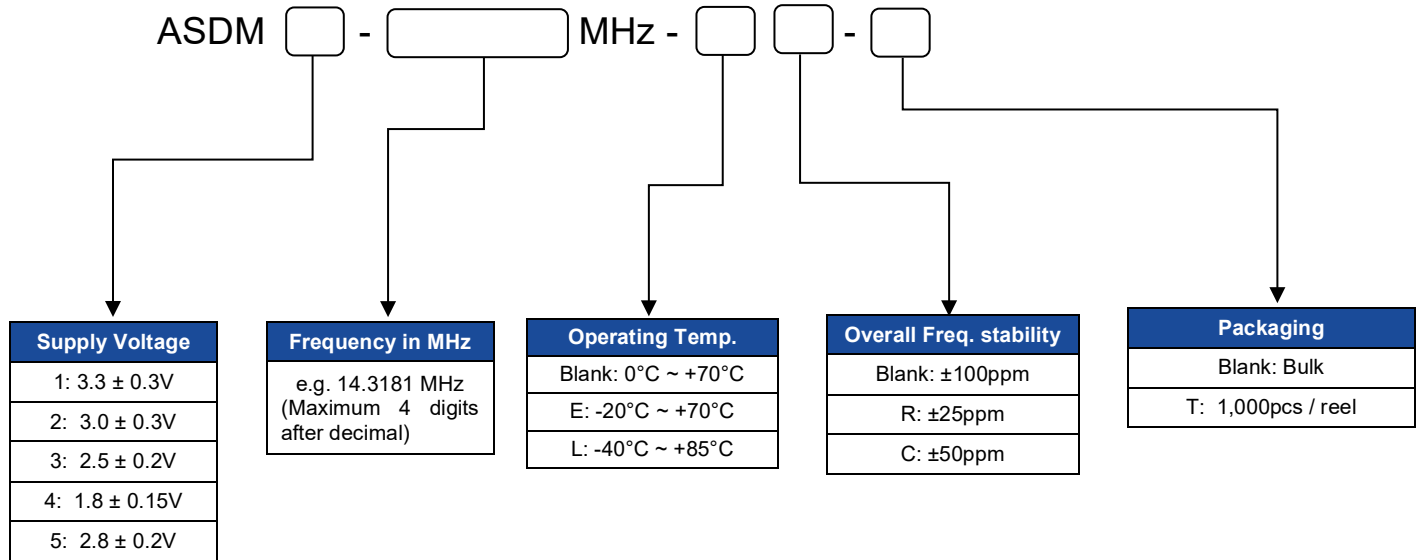 ASDM - MHz - -
Supply Voltage
1: 3.3 ± 0.3V
2: 3.0 ± 0.3V
3: 2.5 ± 0.2V
4: 1.8 ± 0.15V
5: 2.8 ± 0.2V
Frequency in MHz
e.g. 14.3181 MHz
(Maximum 4 digits
after decimal)
Operating Temp.
Blank: 0°C ~ +70°C
E: -20°C ~ +70°C
L: -40°C ~ +85°C
Overall Freq. stability
Blank: ±100ppm
R: ±25ppm
C: ±50ppm
Packaging
Blank: Bulk
T: 1,000pcs / reel